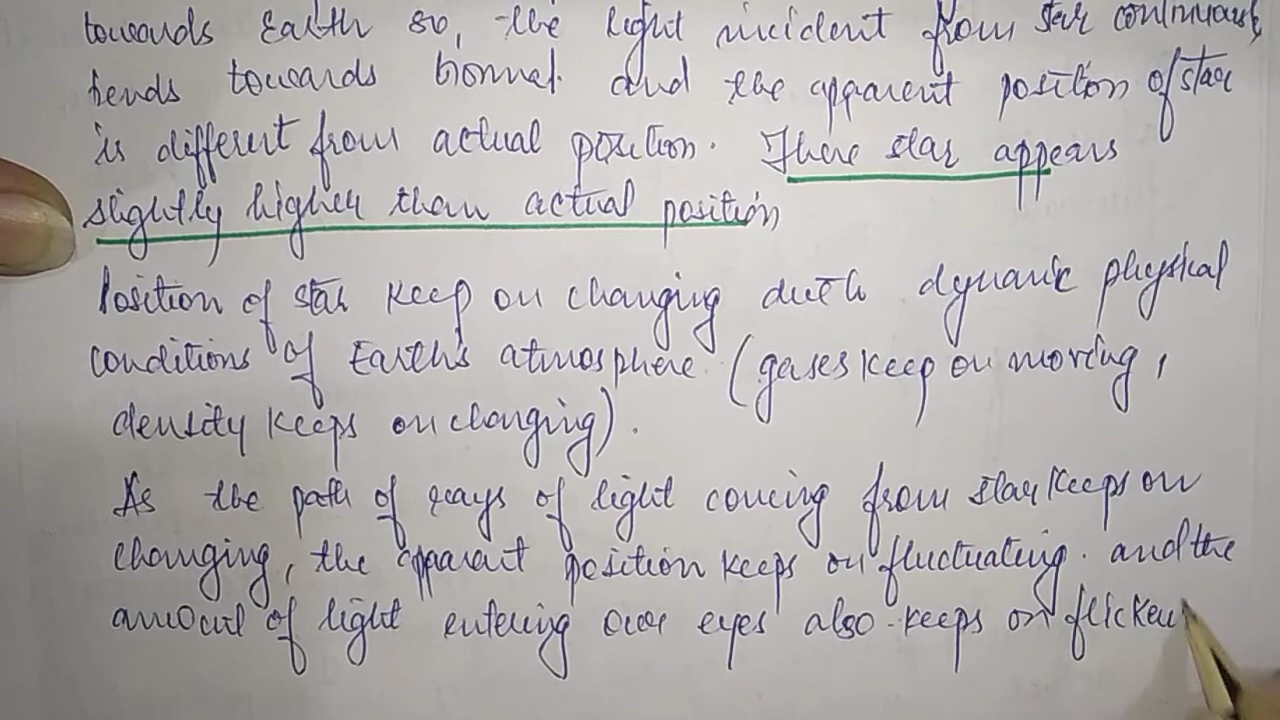 towards Earth so, the light incident from star continuously
bends towards normal and the apparent position of star
is different from actual position. There star appears
slightly higher than actual position
Position of star keep on changing due to dynamic physical
conditions of Earth's atmosphere (gases keep on moving,
density keeps on changing).
As the path of rays of light coming from star keeps on
changing, the apparent position keeps on fluctuating. and the
amount of light entering our eyes also keeps on flicker